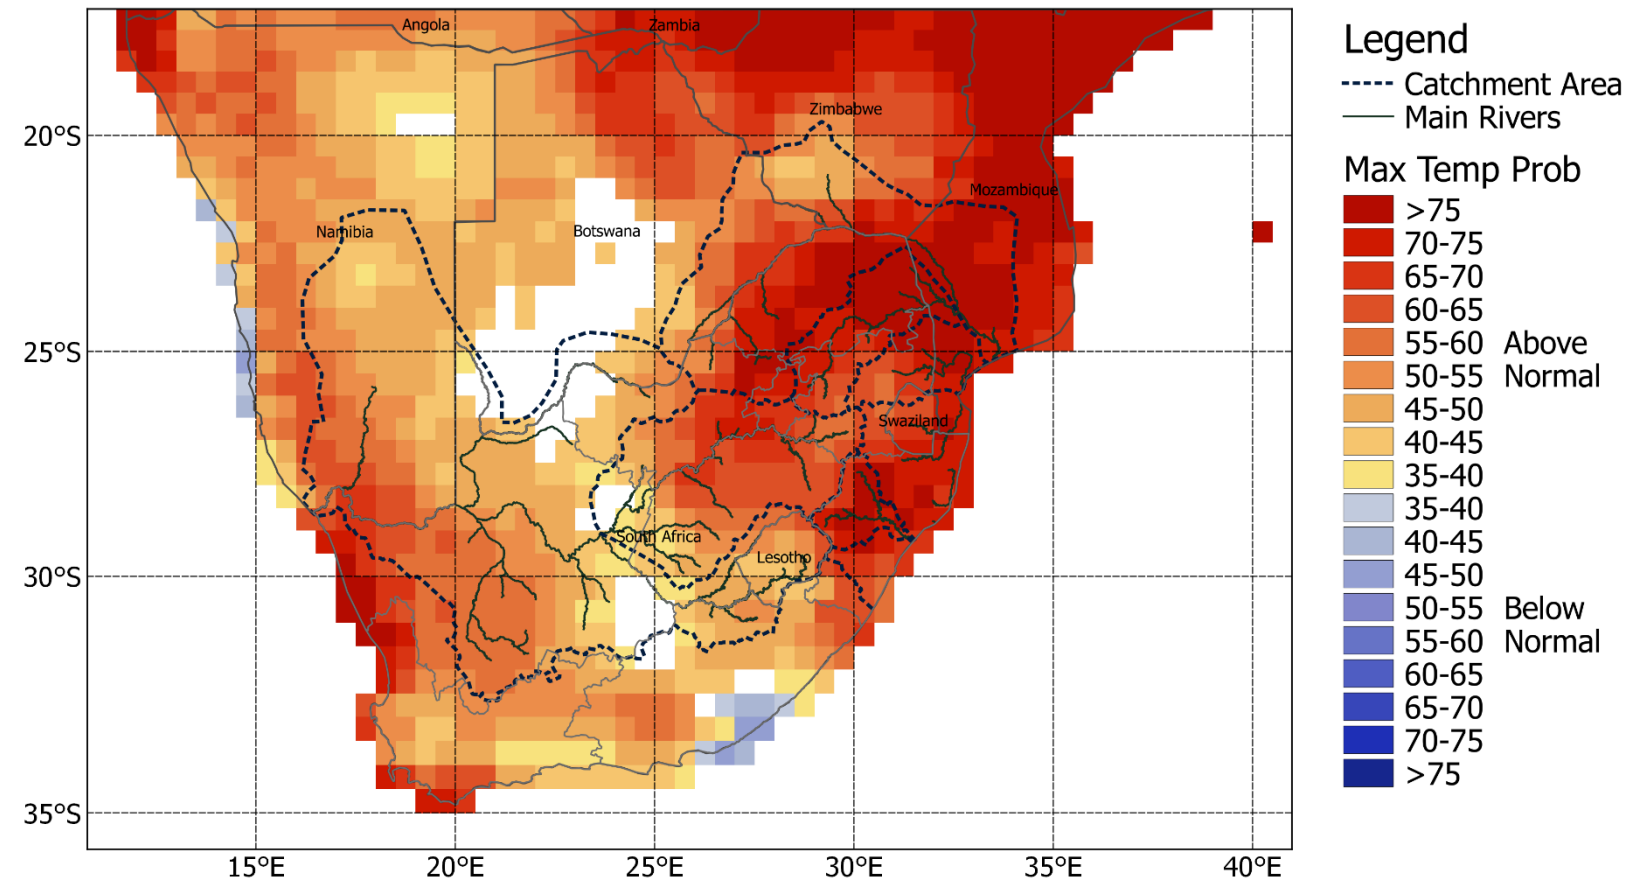 Angola
Zambia
Zimbabwe
Mozambique
Namibia
Botswana
Swaziland
South Africa
Lesotho
20°S
25°S
30°S
35°S
15°E
20°E
25°E
30°E
35°E
40°E
Legend
Catchment Area
Main Rivers
Max Temp Prob
>75
70-75
65-70
60-65
55-60 Above
50-55 Normal
45-50
40-45
35-40
35-40
40-45
45-50
50-55 Below
55-60 Normal
60-65
65-70
70-75
>75